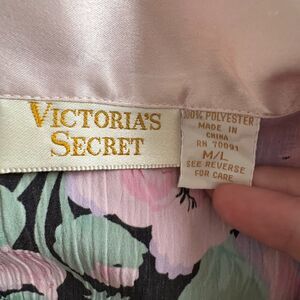 VICTORIA'S
SECRET
100% POLYESTER
MADE IN
CHINA
RN 70091
M/L
SEE REVERSE
FOR CARE